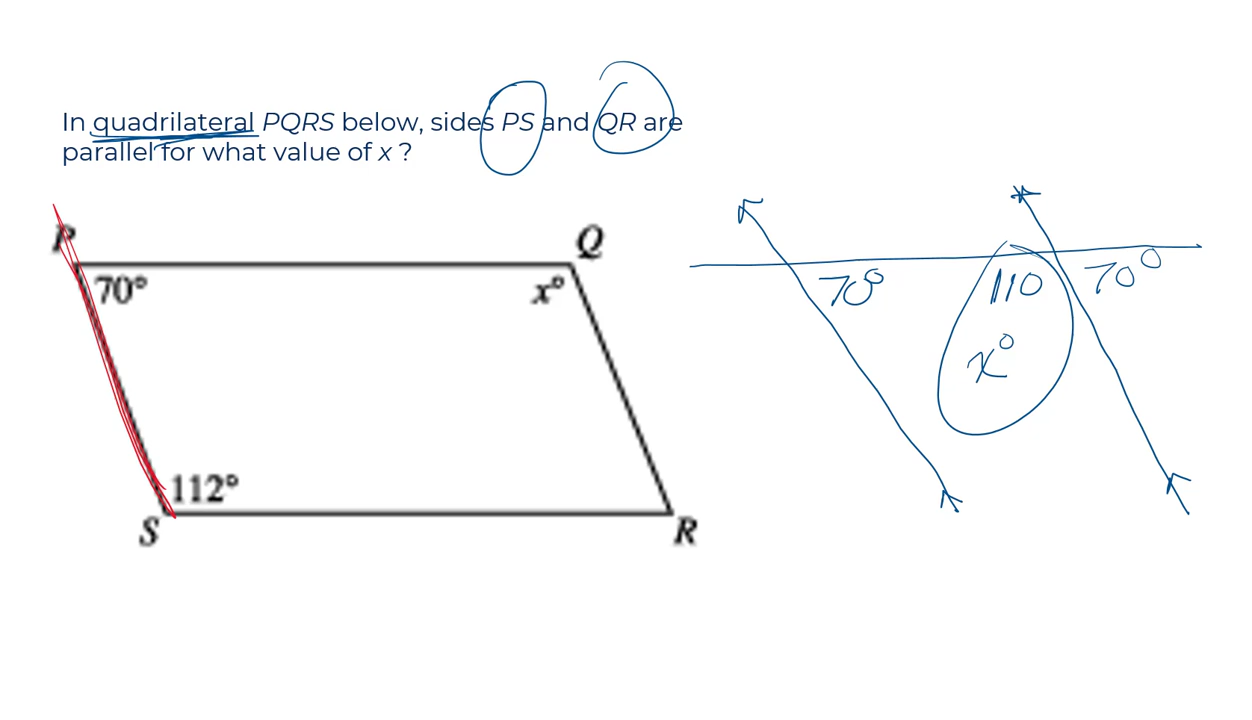 In quadrilateral PQRS below, sides PS and QR are
parallel for what value of x ?
P
Q
70°
x°
112°
S
R
70°
110
70°
x°